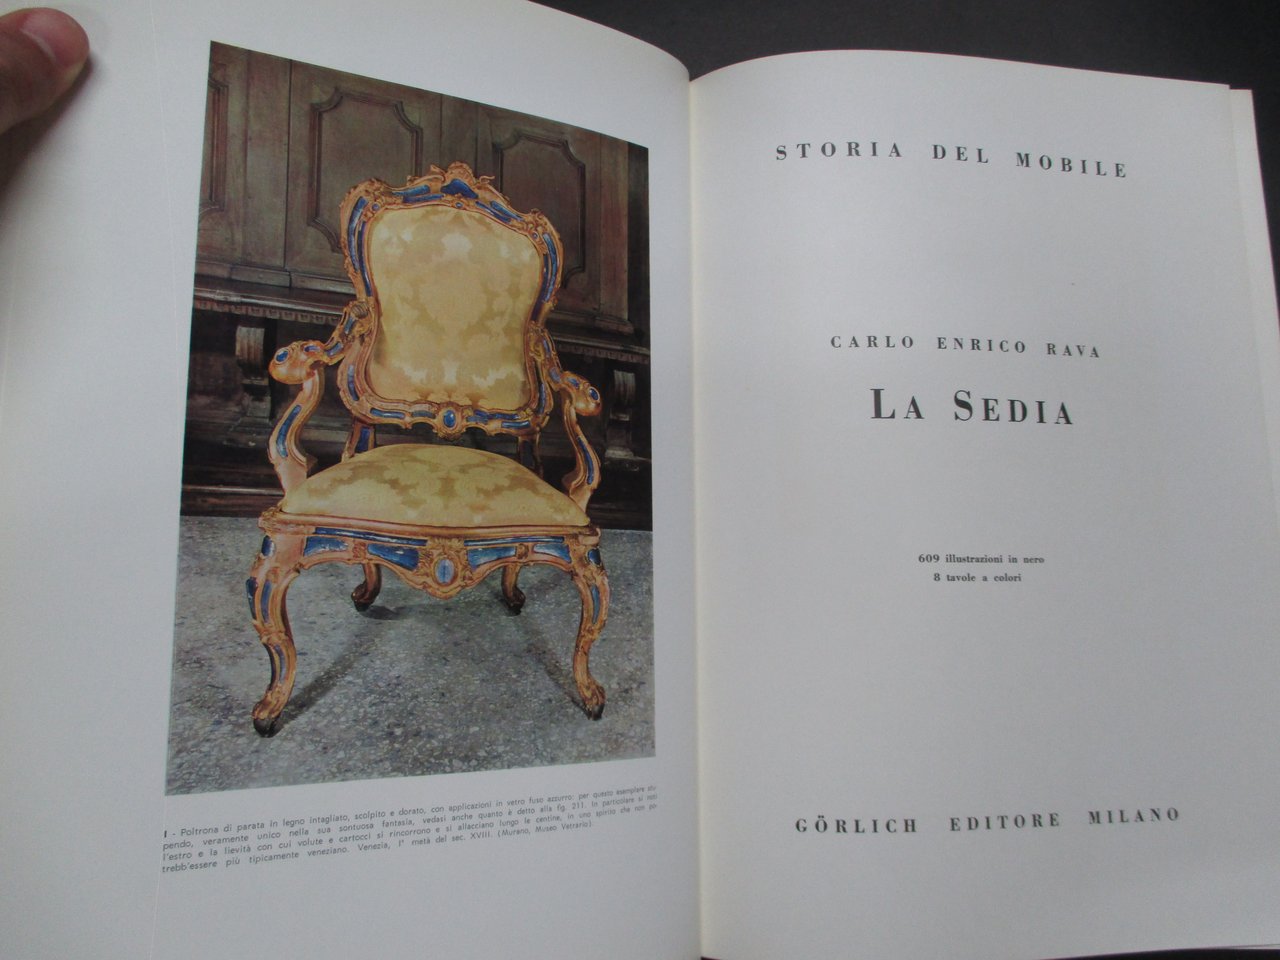 I - Poltrona di parata in legno intagliato, scolpito e dorato, con applicazioni in vetro fuso azzurro: per questo esemplare stu-
pendo, veramente unico nella sua sontuosa fantasia, vedasi anche quanto è detto alla fig. 211. In particolare si noti
l'estro e la lievità con cui volute e cartocci si rincorrono e si allacciano lungo le centine, in uno spirito che non po-
trebb'essere più tipicamente veneziano. Venezia, Iª metà del sec. XVIII. (Murano, Museo Vetrario).
STORIA DEL MOBILE
CARLO ENRICO RAVA
LA SEDIA
609 illustrazioni in nero
8 tavole a colori
GÖRLICH EDITORE MILANO